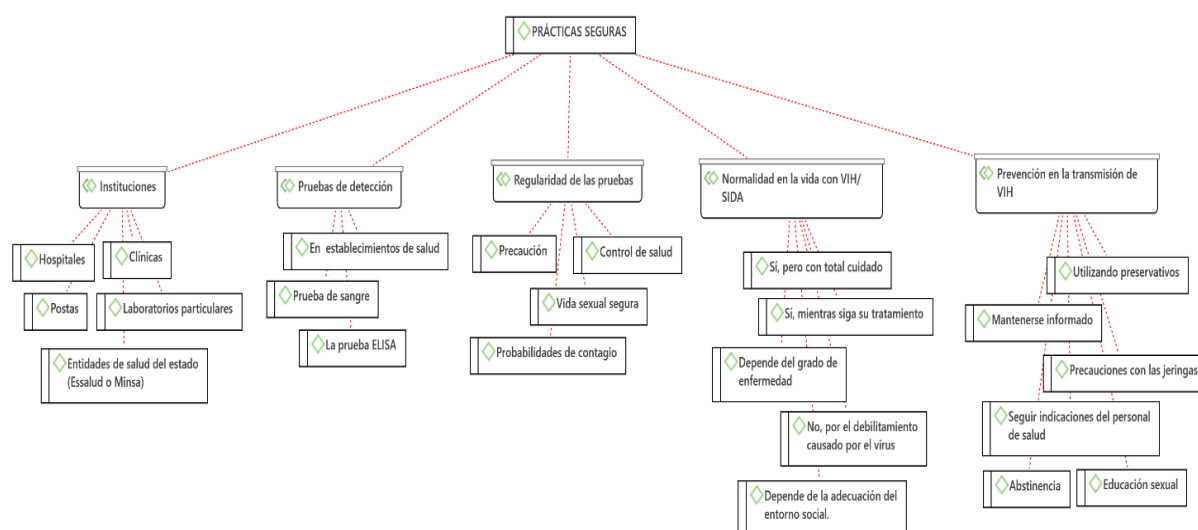 PRÁCTICAS SEGURAS
Instituciones
Hospitales
Clínicas
Postas
Laboratorios particulares
Entidades de salud del estado
(Essalud o Minsa)
Pruebas de detección
En establecimientos de salud
Prueba de sangre
La prueba ELISA
Regularidad de las pruebas
Precaución
Control de salud
Vida sexual segura
Probabilidades de contagio
Normalidad en la vida con VIH/
SIDA
Sí, pero con total cuidado
Sí, mientras siga su tratamiento
Depende del grado de
enfermedad
No, por el debilitamiento
causado por el virus
Depende de la adecuación del
entorno social.
Prevención en la transmisión de
VIH
Utilizando preservativos
Mantenerse informado
Precauciones con las jeringas
Seguir indicaciones del personal
de salud
Abstinencia
Educación sexual